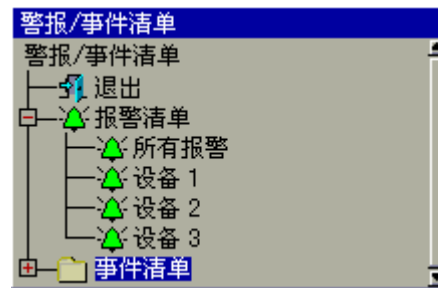 警报/事件清单
警报/事件清单
退出
报警清单
所有报警
设备 1
设备 2
设备 3
事件清单